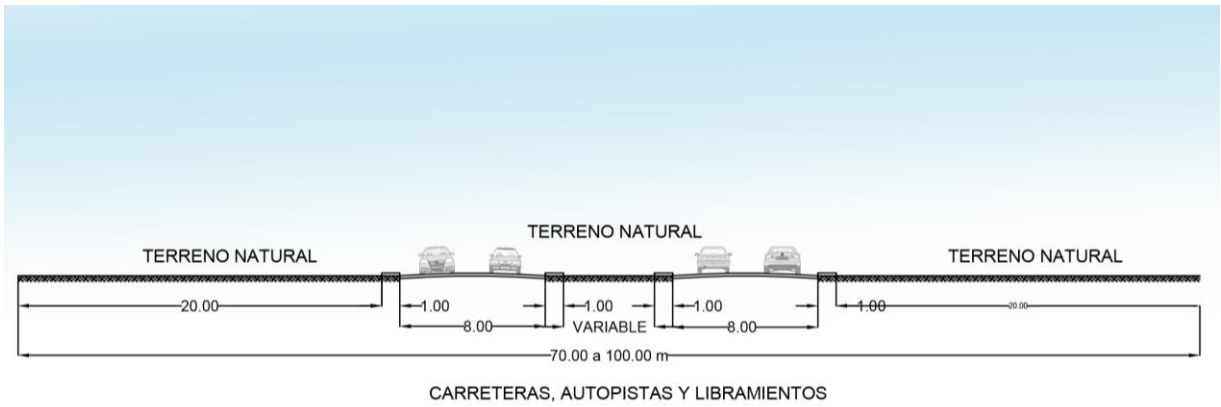 TERRENO NATURAL
TERRENO NATURAL
TERRENO NATURAL
20.00 1.00 1.00 1.00 1.00 20.00
8.00 VARIABLE 8.00
70.00 a 100.00 m
CARRETERAS, AUTOPISTAS Y LIBRAMIENTOS